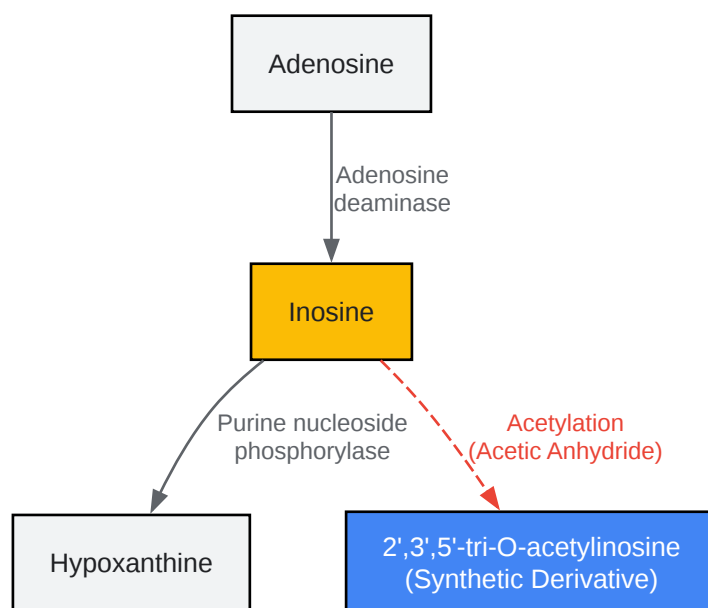 Adenosine
Adenosine
deaminase
Inosine
Purine nucleoside
phosphorylase
Acetylation
(Acetic Anhydride)
Hypoxanthine
2',3',5'-tri-O-acetylinosine
(Synthetic Derivative)